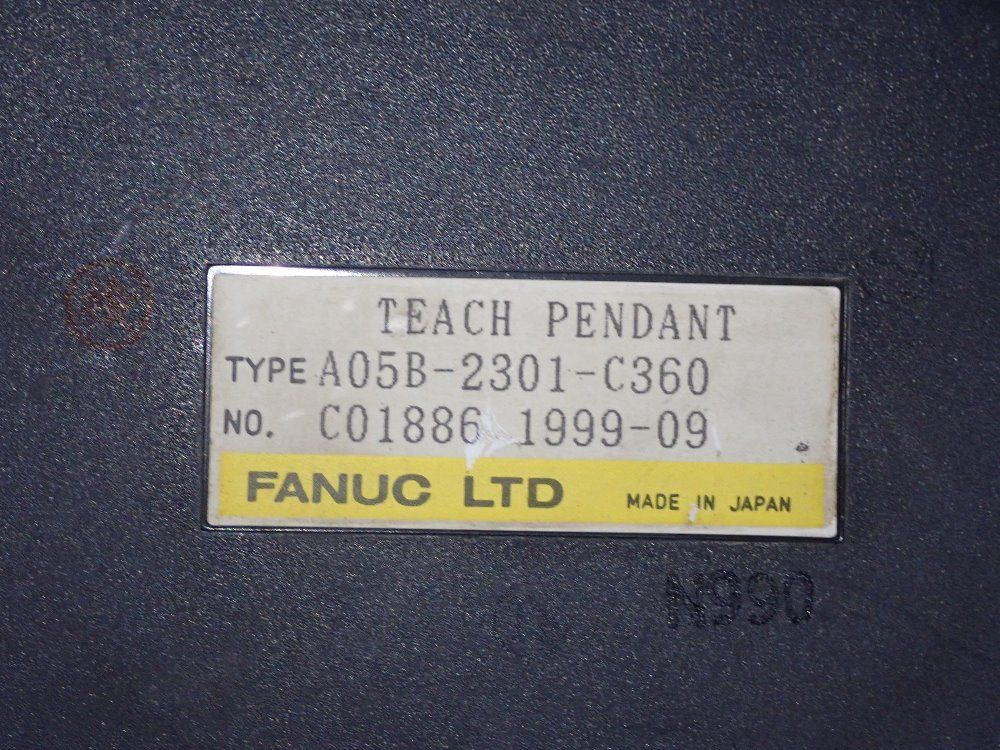 TEACH PENDANT
TYPE A05B-2301-C360
NO. C01886 1999-09
FANUC LTD MADE IN JAPAN
N990